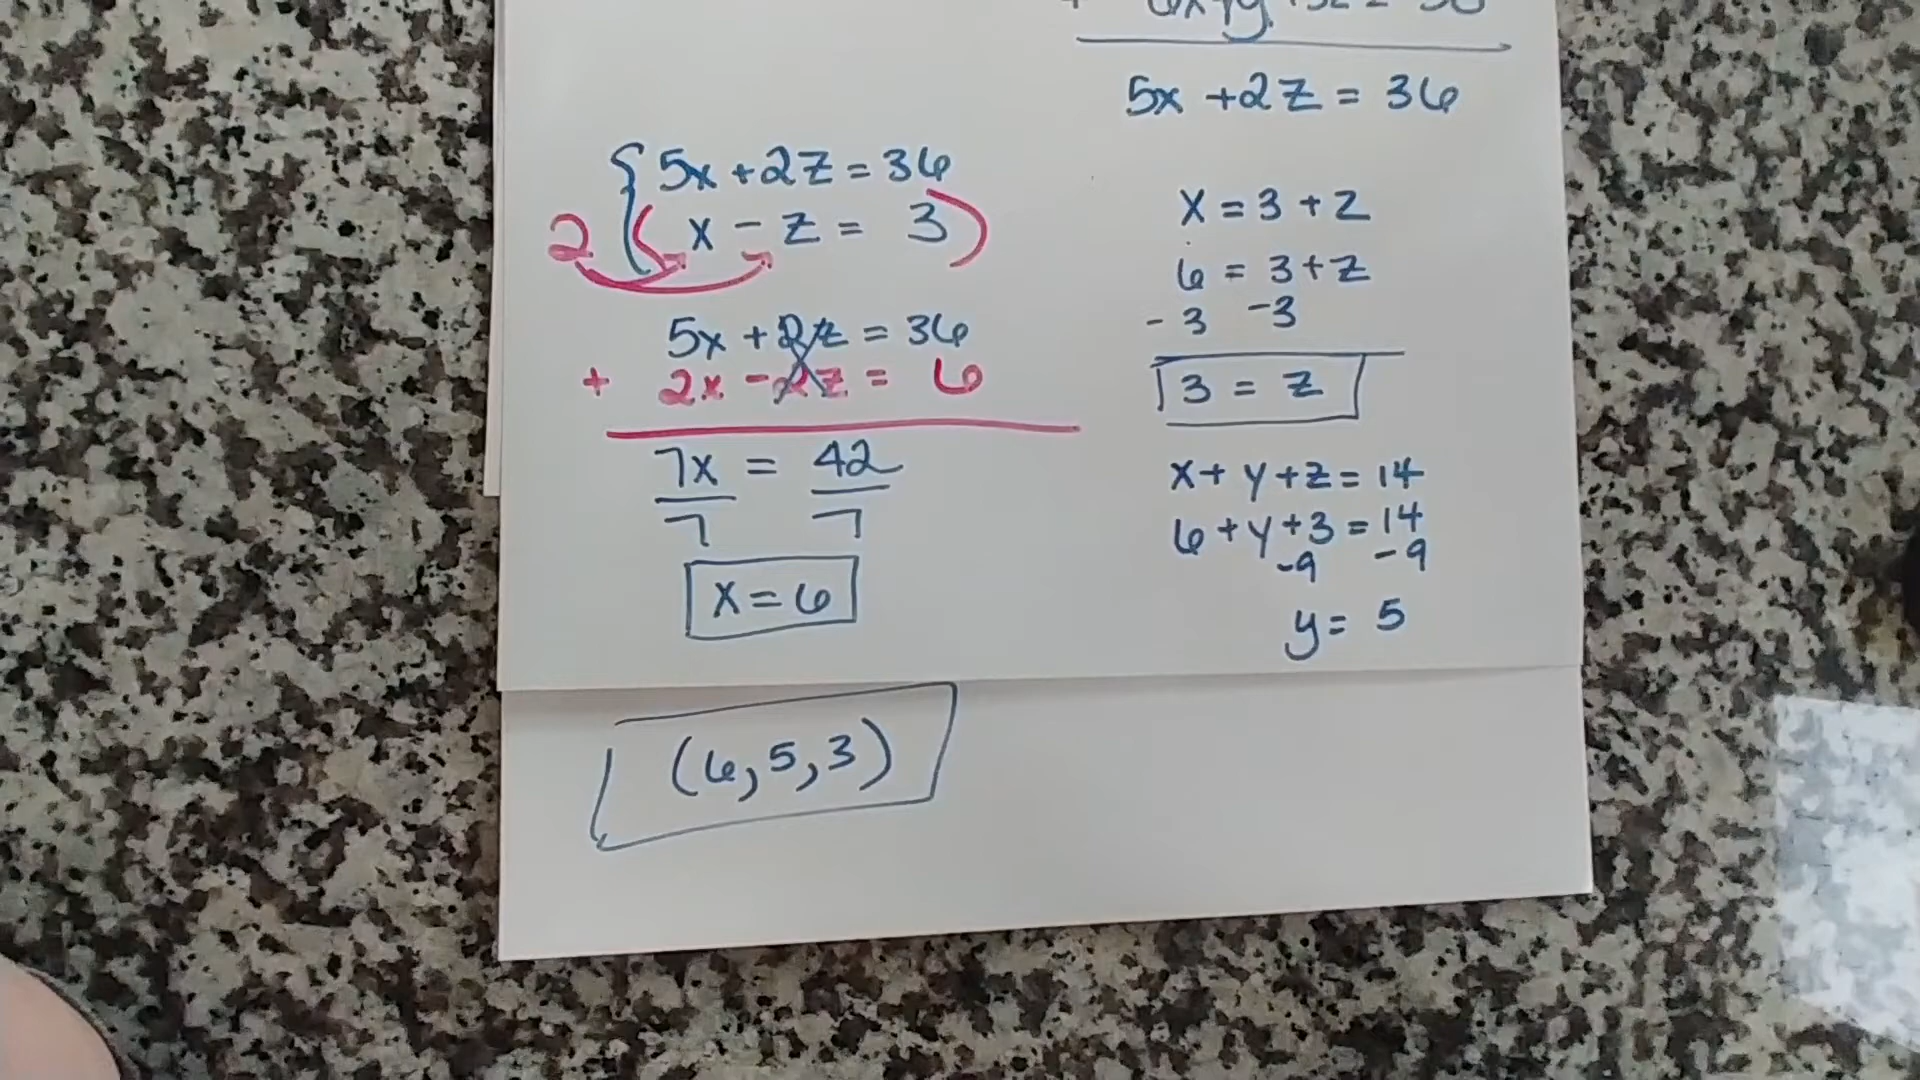 5x + 2z = 36
{ 5x + 2z = 36
2 ( x - z = 3 )
5x + 2z = 36
+ 2x - 2z = 6
7x = 42
7 7
x = 6
x = 3 + z
6 = 3 + z
- 3 -3
3 = z
x + y + z = 14
6 + y + 3 = 14
-9 -9
y = 5
(6, 5, 3)